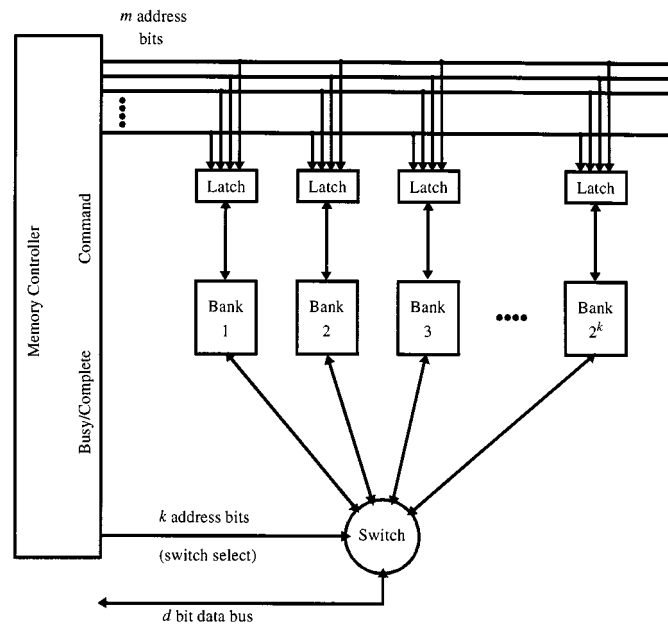 m address
bits
Latch
Latch
Latch
Latch
Memory Controller
Command
Busy/Complete
Bank
1
Bank
2
Bank
3
Bank
2^k
k address bits
(switch select)
Switch
d bit data bus